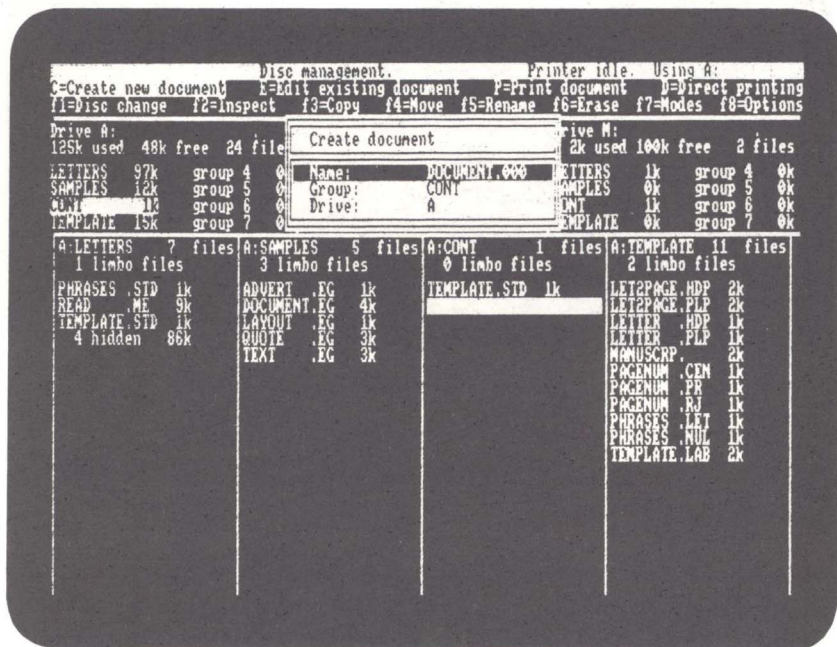 Disc management. Printer idle. Using A:
C=Create new document E=Edit existing document P=Print document D=Direct printing
f1=Disc change f2=Inspect f3=Copy f4=Move f5=Rename f6=Erase f7=Modes f8=Options
Drive A:
125k used 48k free 24 file
LETTERS 97k group 4 0
SAMPLES 12k group 5 0
CONT 1k group 6 0
TEMPLATE 15k group 7 0
Create document
Name: DOCUMENT.000
Group: CONT
Drive: A
rive M:
2k used 100k free 2 files
ETTERS 1k group 4 0k
AMPLES 0k group 5 0k
ONT 1k group 6 0k
EMPLATE 0k group 7 0k
A:LETTERS 7 files
1 limbo files
PHRASES .STD 1k
READ .ME 9k
TEMPLATE.STD 1k
4 hidden 86k
A:SAMPLES 5 files
3 limbo files
ADVERT .EG 1k
DOCUMENT.EG 4k
LAYOUT .EG 1k
QUOTE .EG 3k
TEXT .EG 3k
A:CONT 1 files
0 limbo files
TEMPLATE.STD 1k
A:TEMPLATE 11 files
2 limbo files
LET2PAGE.HDP 2k
LET2PAGE.PLP 2k
LETTER .HDP 1k
LETTER .PLP 1k
MANUSCRP. 2k
PAGENUM .CEN 1k
PAGENUM .PR 1k
PAGENUM .RJ 1k
PHRASES .LET 1k
PHRASES .NUL 1k
TEMPLATE.LAB 2k